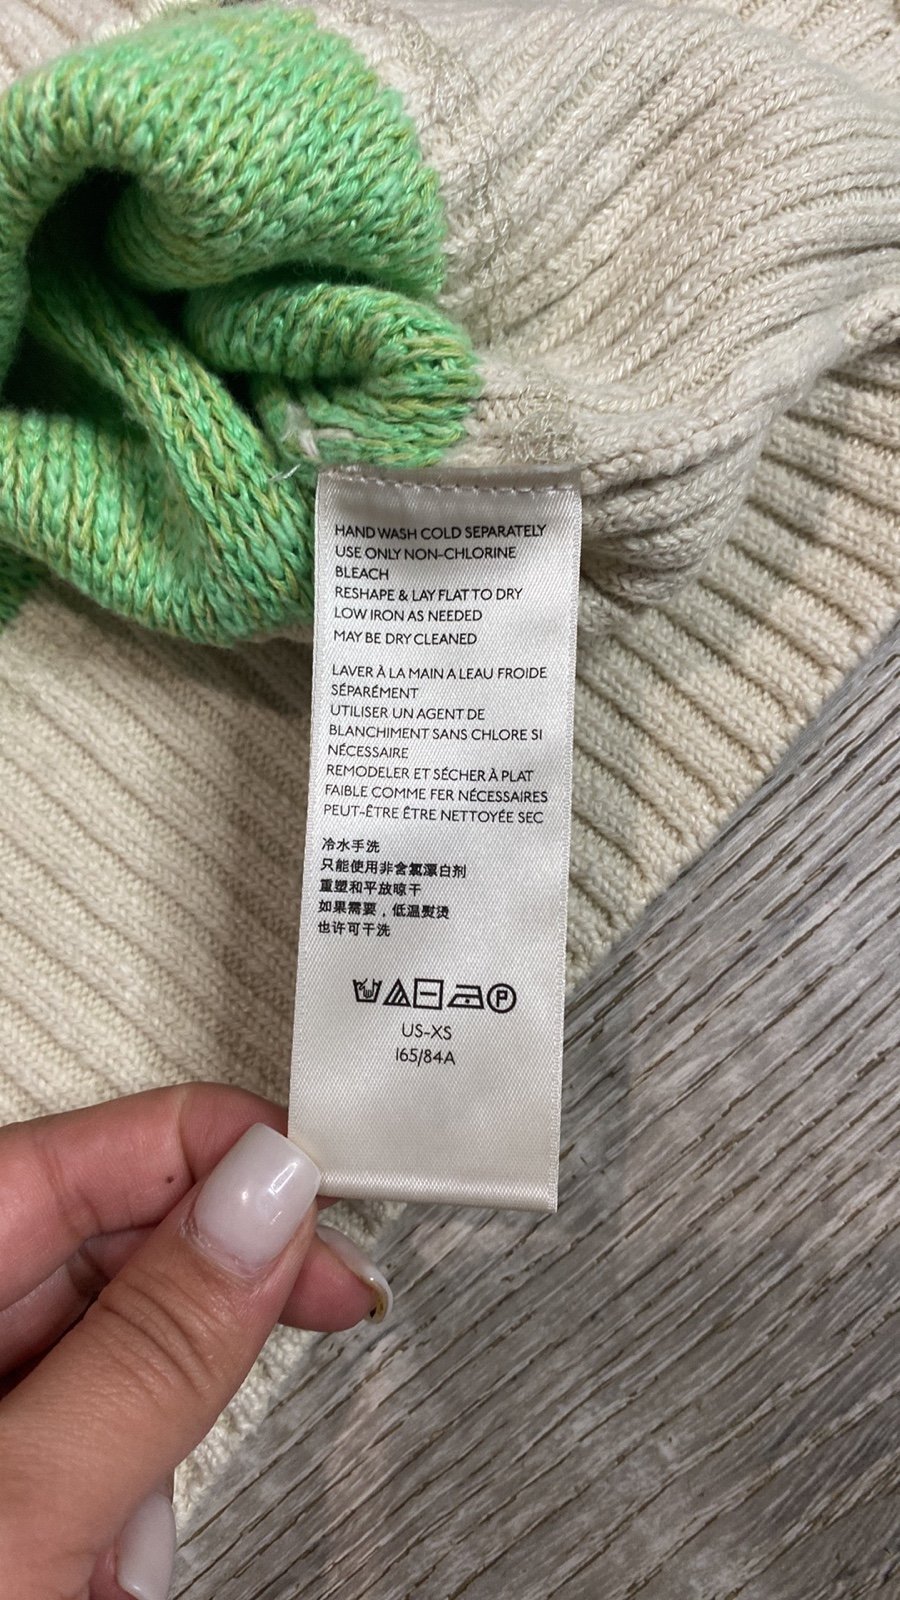 HAND WASH COLD SEPARATELY
USE ONLY NON-CHLORINE
BLEACH
RESHAPE & LAY FLAT TO DRY
LOW IRON AS NEEDED
MAY BE DRY CLEANED
LAVER À LA MAIN A LEAU FROIDE
SÉPARÉMENT
UTILISER UN AGENT DE
BLANCHIMENT SANS CHLORE SI
NÉCESSAIRE
REMODELER ET SÉCHER À PLAT
FAIBLE COMME FER NÉCESSAIRES
PEUT-ÊTRE ÊTRE NETTOYÉE SEC
冷水手洗
只能使用非含氯漂白剂
重塑和平放晾干
如果需要，低温熨烫
也许可干洗
P
US-XS
165/84A